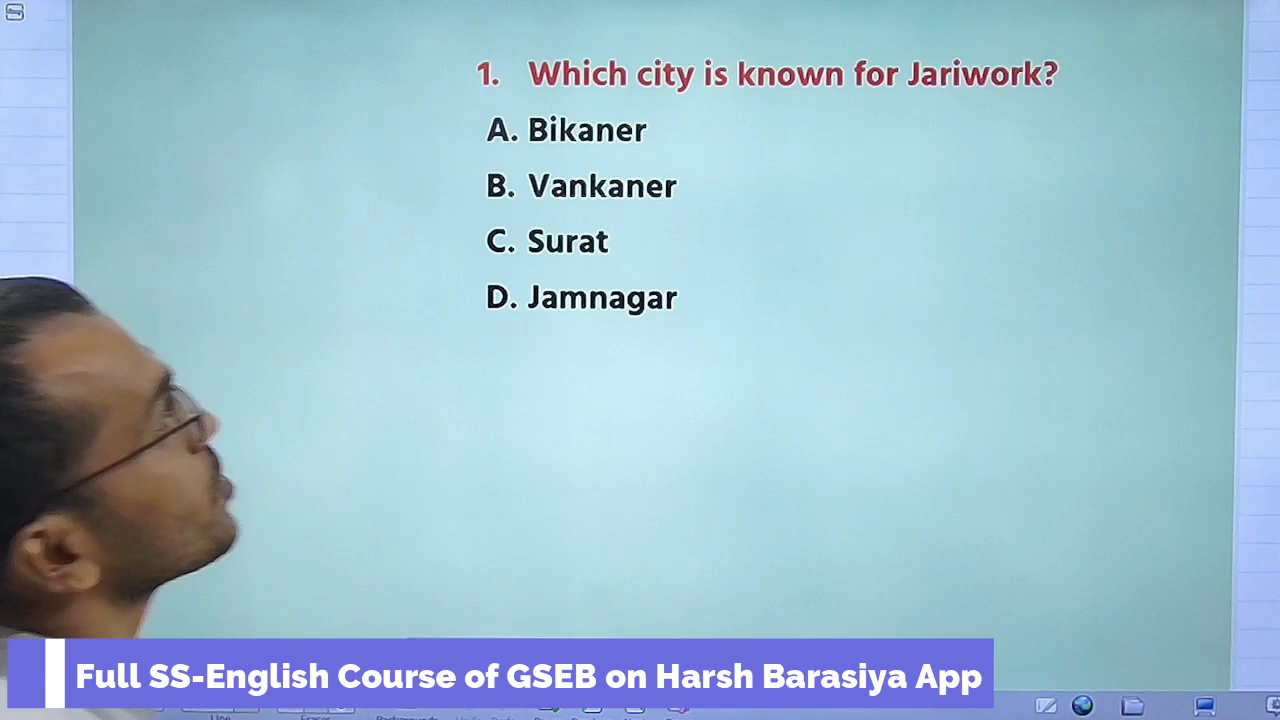 1. Which city is known for Jariwork?
A. Bikaner
B. Vankaner
C. Surat
D. Jamnagar
Full SS-English Course of GSEB on Harsh Barasiya App